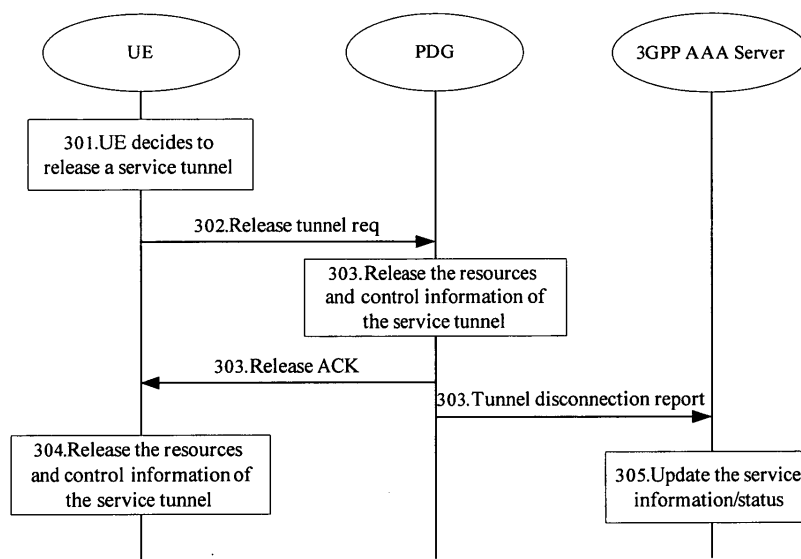 UE
PDG
3GPP AAA Server
301.UE decides to
release a service tunnel
302.Release tunnel req
303.Release the resources
and control information of
the service tunnel
303.Release ACK
303.Tunnel disconnection report
304.Release the resources
and control information of
the service tunnel
305.Update the service
information/status